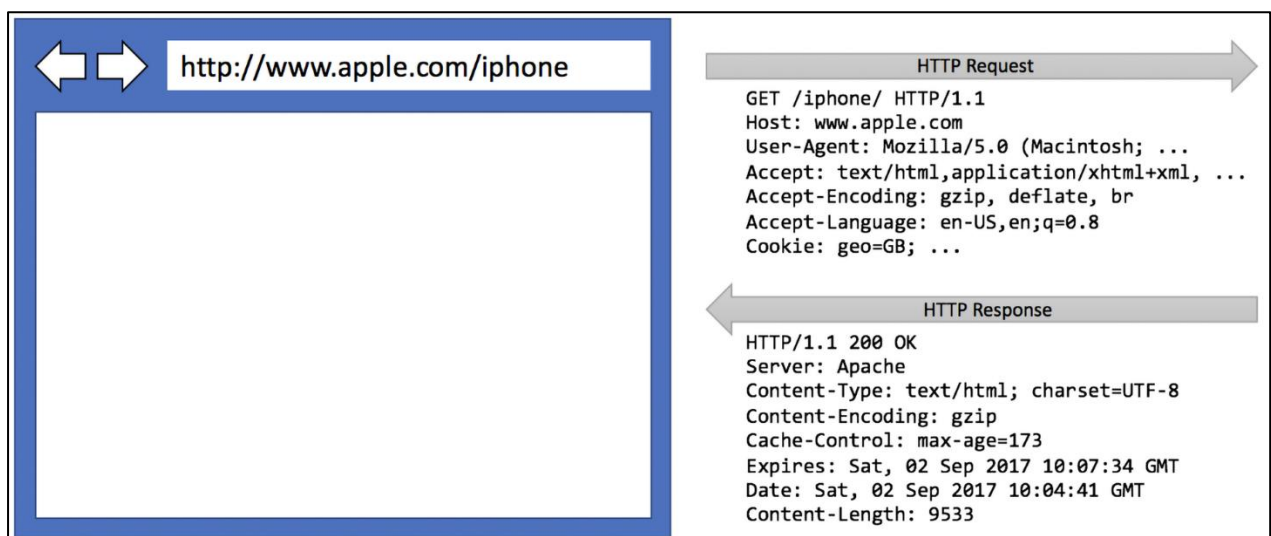 http://www.apple.com/iphone
HTTP Request
GET /iphone/ HTTP/1.1
Host: www.apple.com
User-Agent: Mozilla/5.0 (Macintosh; ...
Accept: text/html,application/xhtml+xml, ...
Accept-Encoding: gzip, deflate, br
Accept-Language: en-US,en;q=0.8
Cookie: geo=GB; ...
HTTP Response
HTTP/1.1 200 OK
Server: Apache
Content-Type: text/html; charset=UTF-8
Content-Encoding: gzip
Cache-Control: max-age=173
Expires: Sat, 02 Sep 2017 10:07:34 GMT
Date: Sat, 02 Sep 2017 10:04:41 GMT
Content-Length: 9533